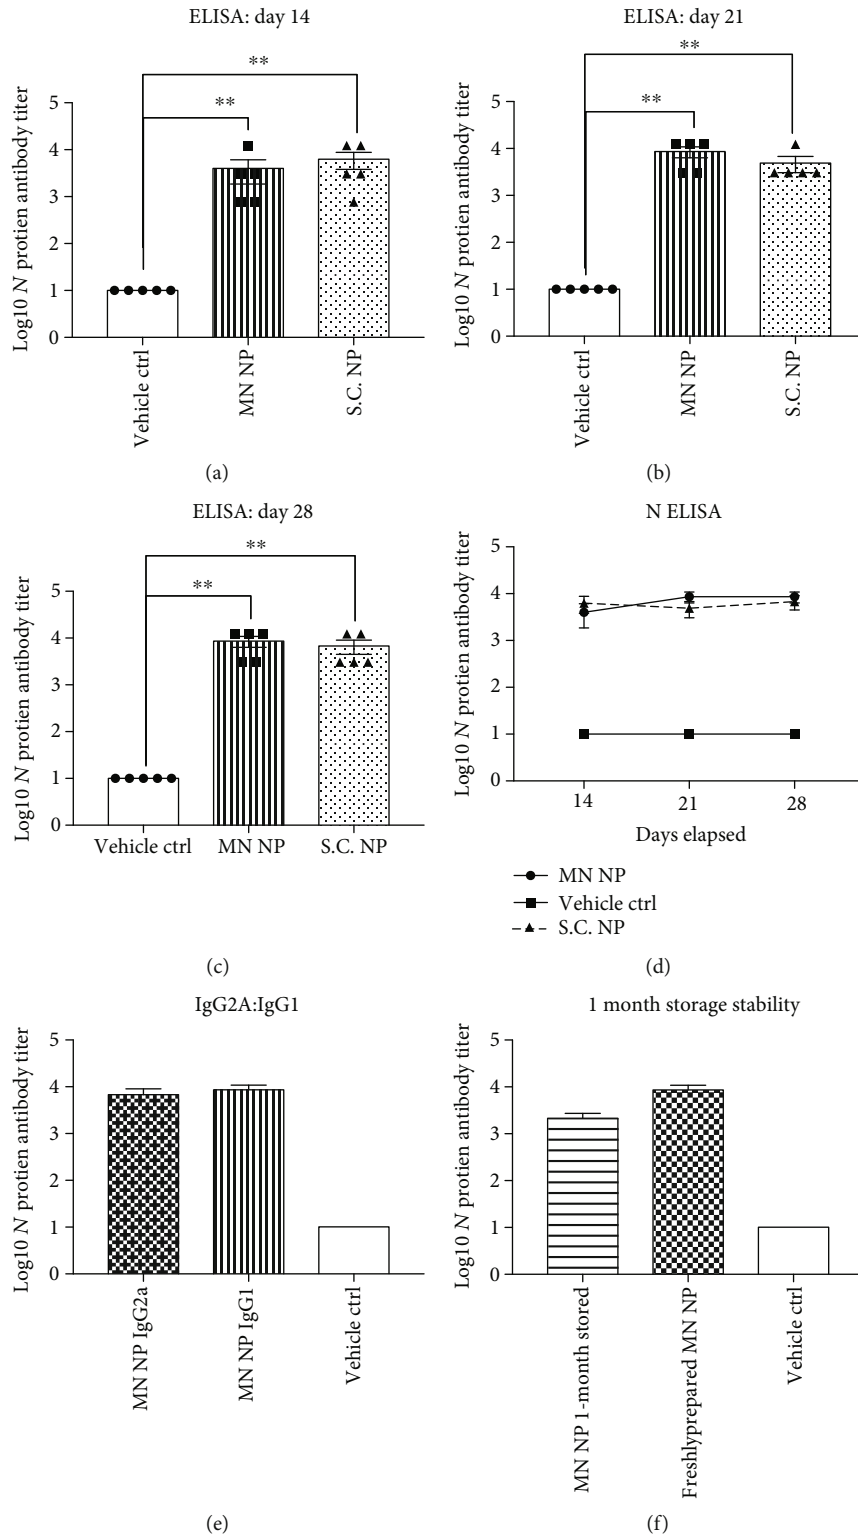 ELISA: day 14
**
**
Log10 N protien antibody titer
5
4
3
2
1
0
Vehicle ctrl
MN NP
S.C. NP
(a)
ELISA: day 21
**
**
Log10 N protien antibody titer
5
4
3
2
1
0
Vehicle ctrl
MN NP
S.C. NP
(b)
ELISA: day 28
**
**
Log10 N protien antibody titer
5
4
3
2
1
0
Vehicle ctrl MN NP S.C. NP
(c)
N ELISA
Log10 N protien antibody titer
5
4
3
2
1
0
14 21 28
Days elapsed
MN NP
Vehicle ctrl
S.C. NP
(d)
IgG2A:IgG1
Log10 N protien antibody titer
5
4
3
2
1
0
MN NP IgG2a
MN NP IgG1
Vehicle ctrl
(e)
1 month storage stability
Log10 N protien antibody titer
5
4
3
2
1
0
MN NP 1-month stored
Freshlyprepared MN NP
Vehicle ctrl
(f)